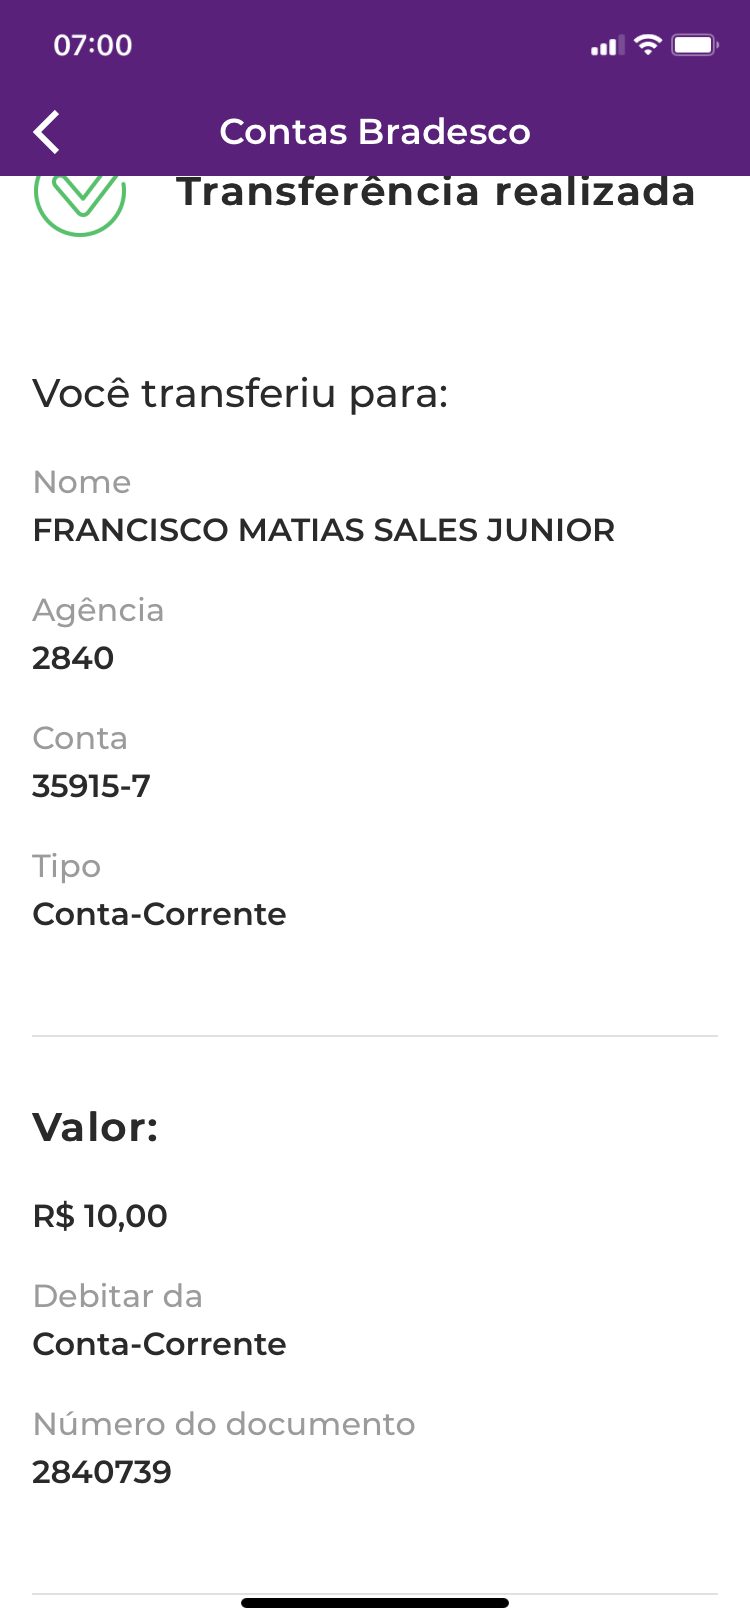 07:00
Contas Bradesco
Transferência realizada
Você transferiu para:
Nome
FRANCISCO MATIAS SALES JUNIOR
Agência
2840
Conta
35915-7
Tipo
Conta-Corrente
Valor:
R$ 10,00
Debitar da
Conta-Corrente
Número do documento
2840739